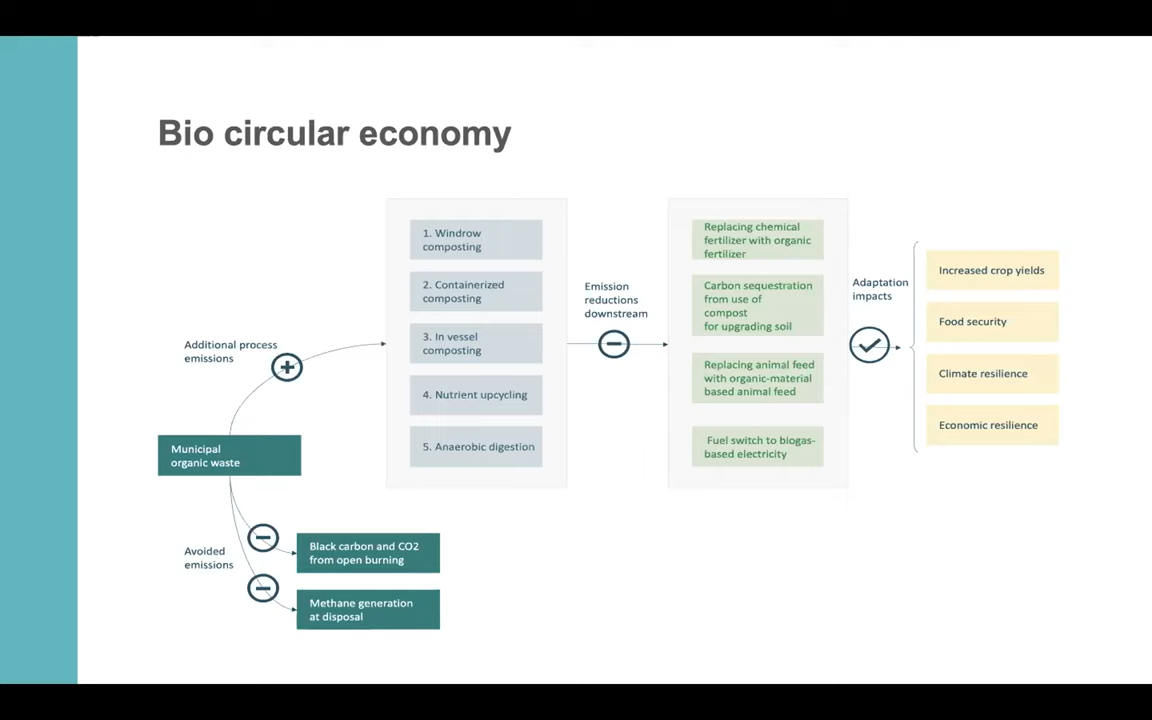 Bio circular economy
Additional process
emissions
Municipal
organic waste
Avoided
emissions
Black carbon and CO2
from open burning
Methane generation
at disposal
1. Windrow
composting
2. Containerized
composting
3. In vessel
composting
4. Nutrient upcycling
5. Anaerobic digestion
Emission
reductions
downstream
Replacing chemical
fertilizer with organic
fertilizer
Carbon sequestration
from use of
compost
for upgrading soil
Replacing animal feed
with organic-material
based animal feed
Fuel switch to biogas-
based electricity
Adaptation
impacts
Increased crop yields
Food security
Climate resilience
Economic resilience